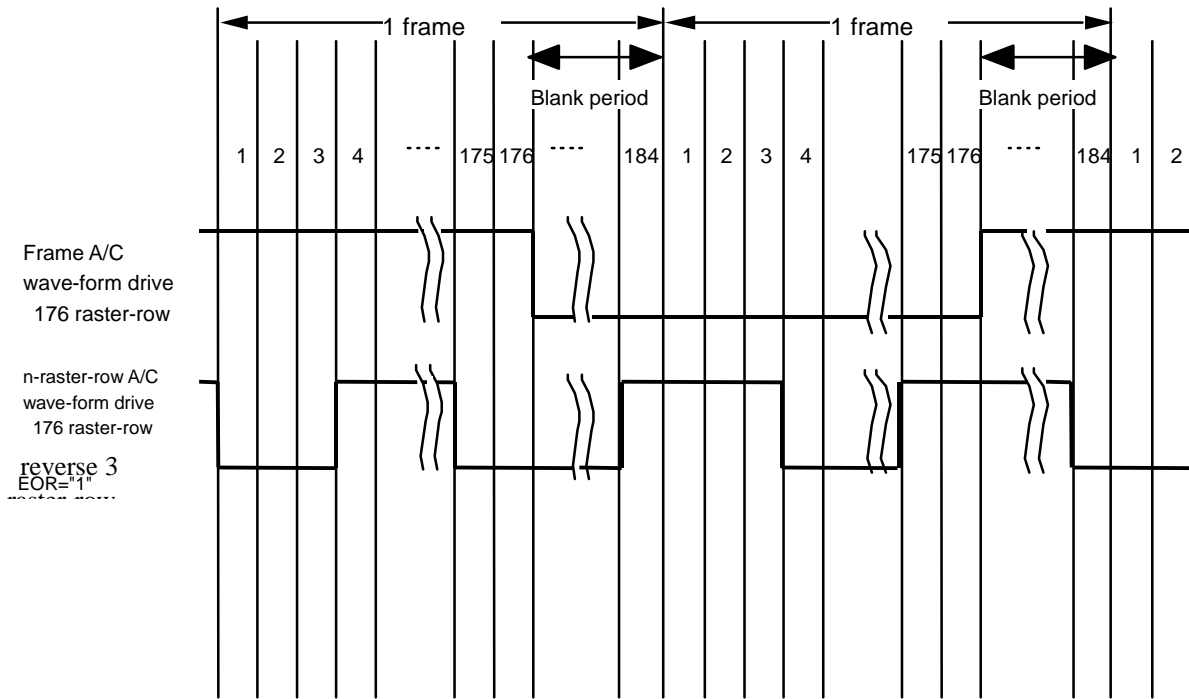 1 frame 1 frame
Blank period Blank period
1 2 3 4 ···· 175 176 ···· 184 1 2 3 4 175 176 ···· 184 1 2
Frame A/C
wave-form drive
176 raster-row
n-raster-row A/C
wave-form drive
176 raster-row
reverse 3
EOR="1"